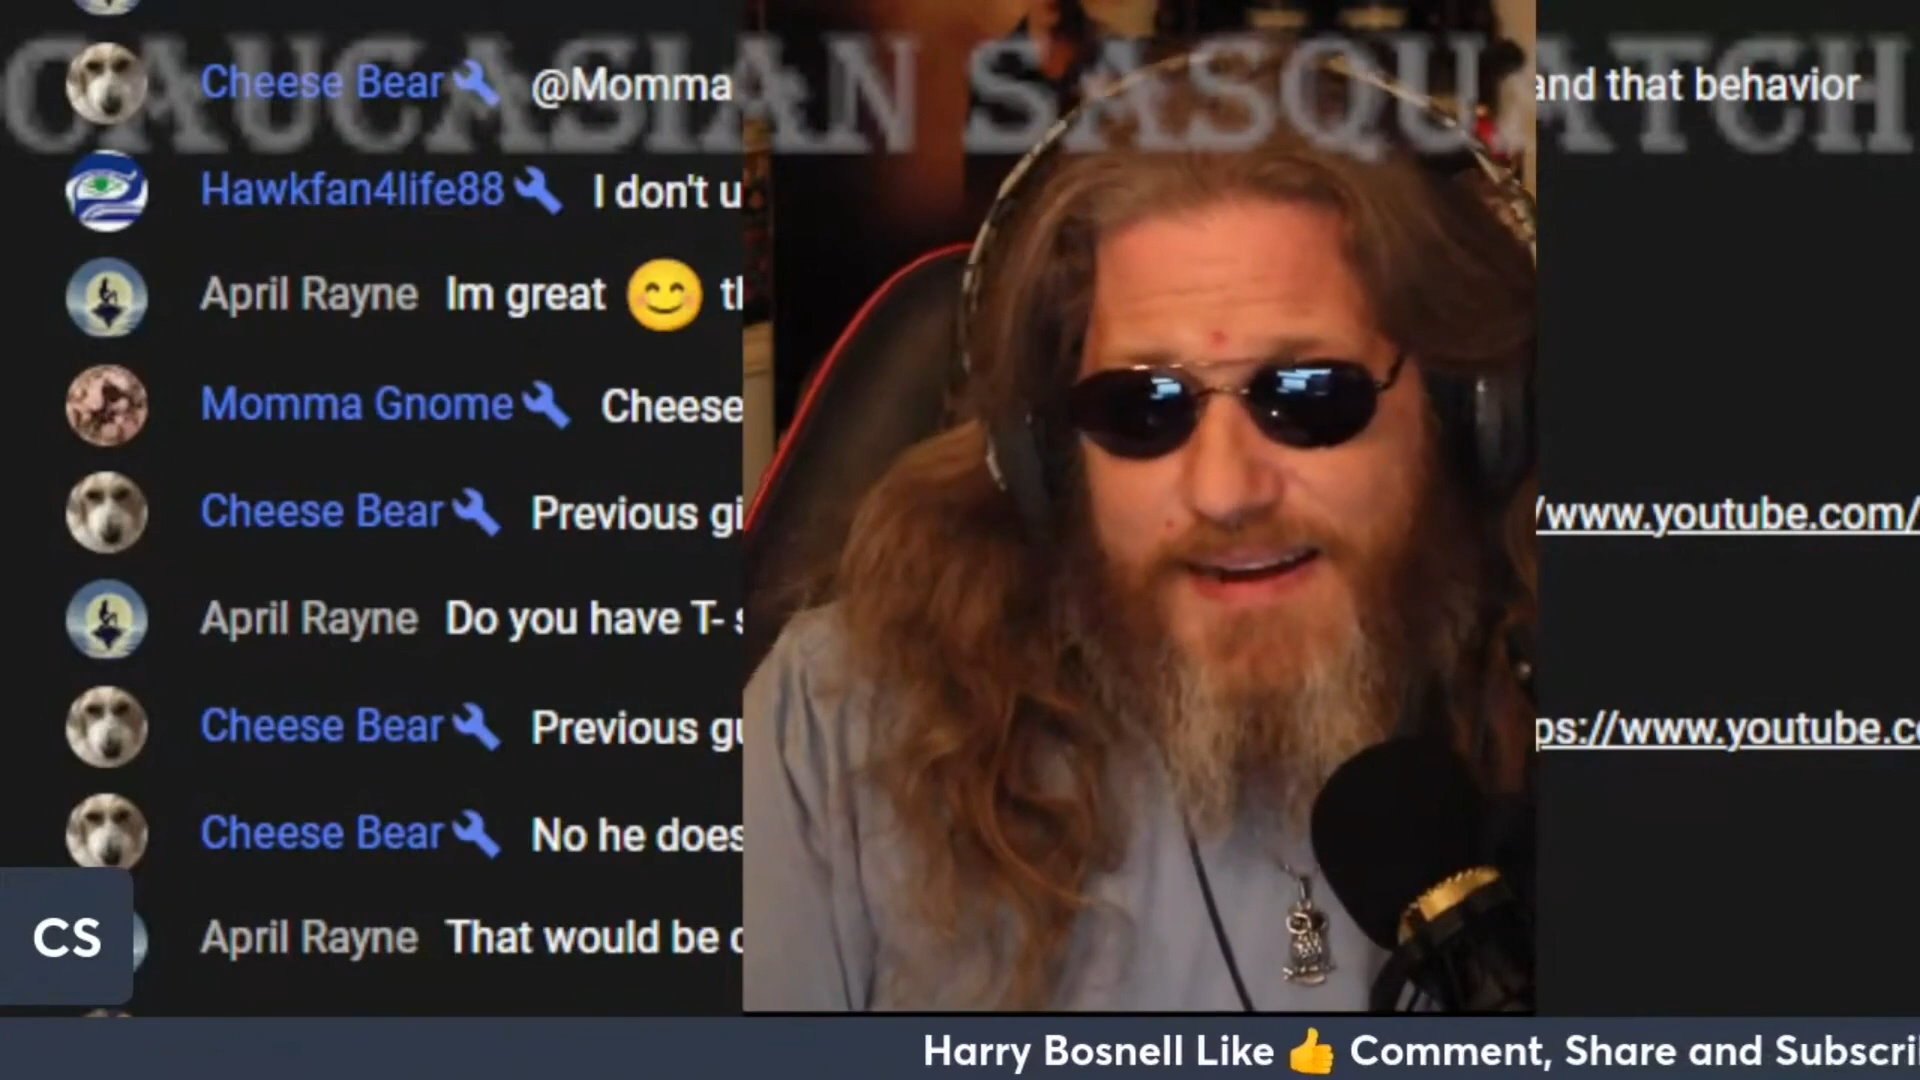 CAUCASIAN SASQUATCH
Cheese Bear @Momma and that behavior
Hawkfan4life88 I don't u
April Rayne Im great 😊 th
Momma Gnome Cheese
Cheese Bear Previous gi /www.youtube.com/
April Rayne Do you have T- s
Cheese Bear Previous gu ps://www.youtube.co
Cheese Bear No he does
April Rayne That would be c
CS
Harry Bosnell Like 👍 Comment, Share and Subscri